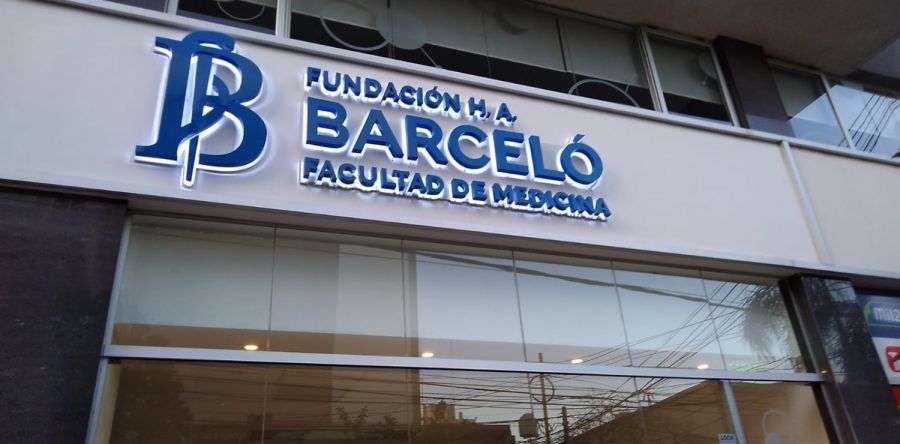 FUNDACIÓN H. A.
BARCELÓ
FACULTAD DE MEDICINA